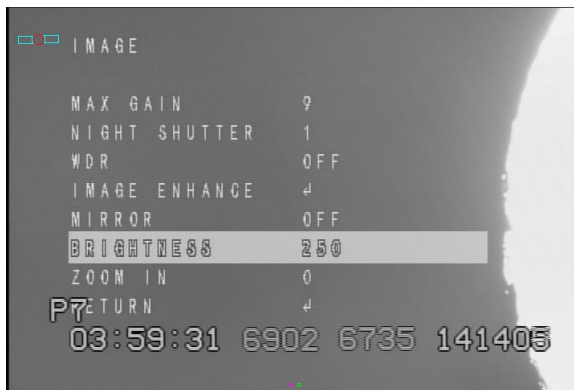 IMAGE
MAX GAIN 9
NIGHT SHUTTER 1
WDR OFF
IMAGE ENHANCE ↵
MIRROR OFF
BRIGHTNESS 250
ZOOM IN 0
RETURN ↵
P7
03:59:31 6902 6735 141405